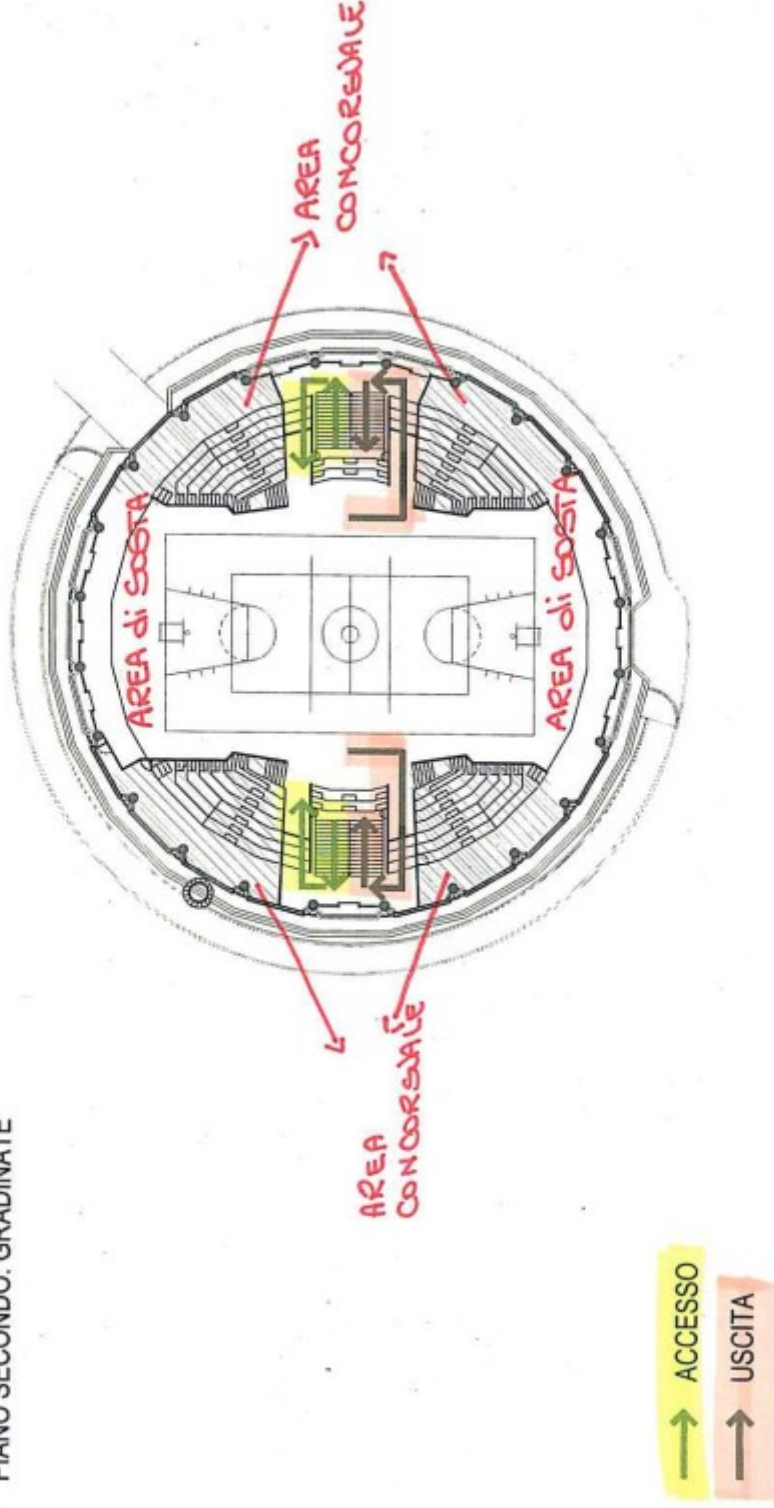 PIANO SECONDO: GRADINATE
AREA
CONCORSUALE
AREA di SOSTA
AREA di SOSTA
AREA
CONCORSUALE
ACCESSO
USCITA